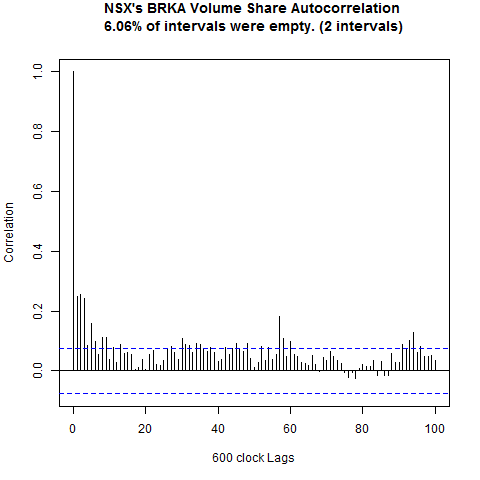 NSX's BRKA Volume Share Autocorrelation
6.06% of intervals were empty. (2 intervals)
Correlation
1.0
0.8
0.6
0.4
0.2
0.0
0 20 40 60 80 100
600 clock Lags